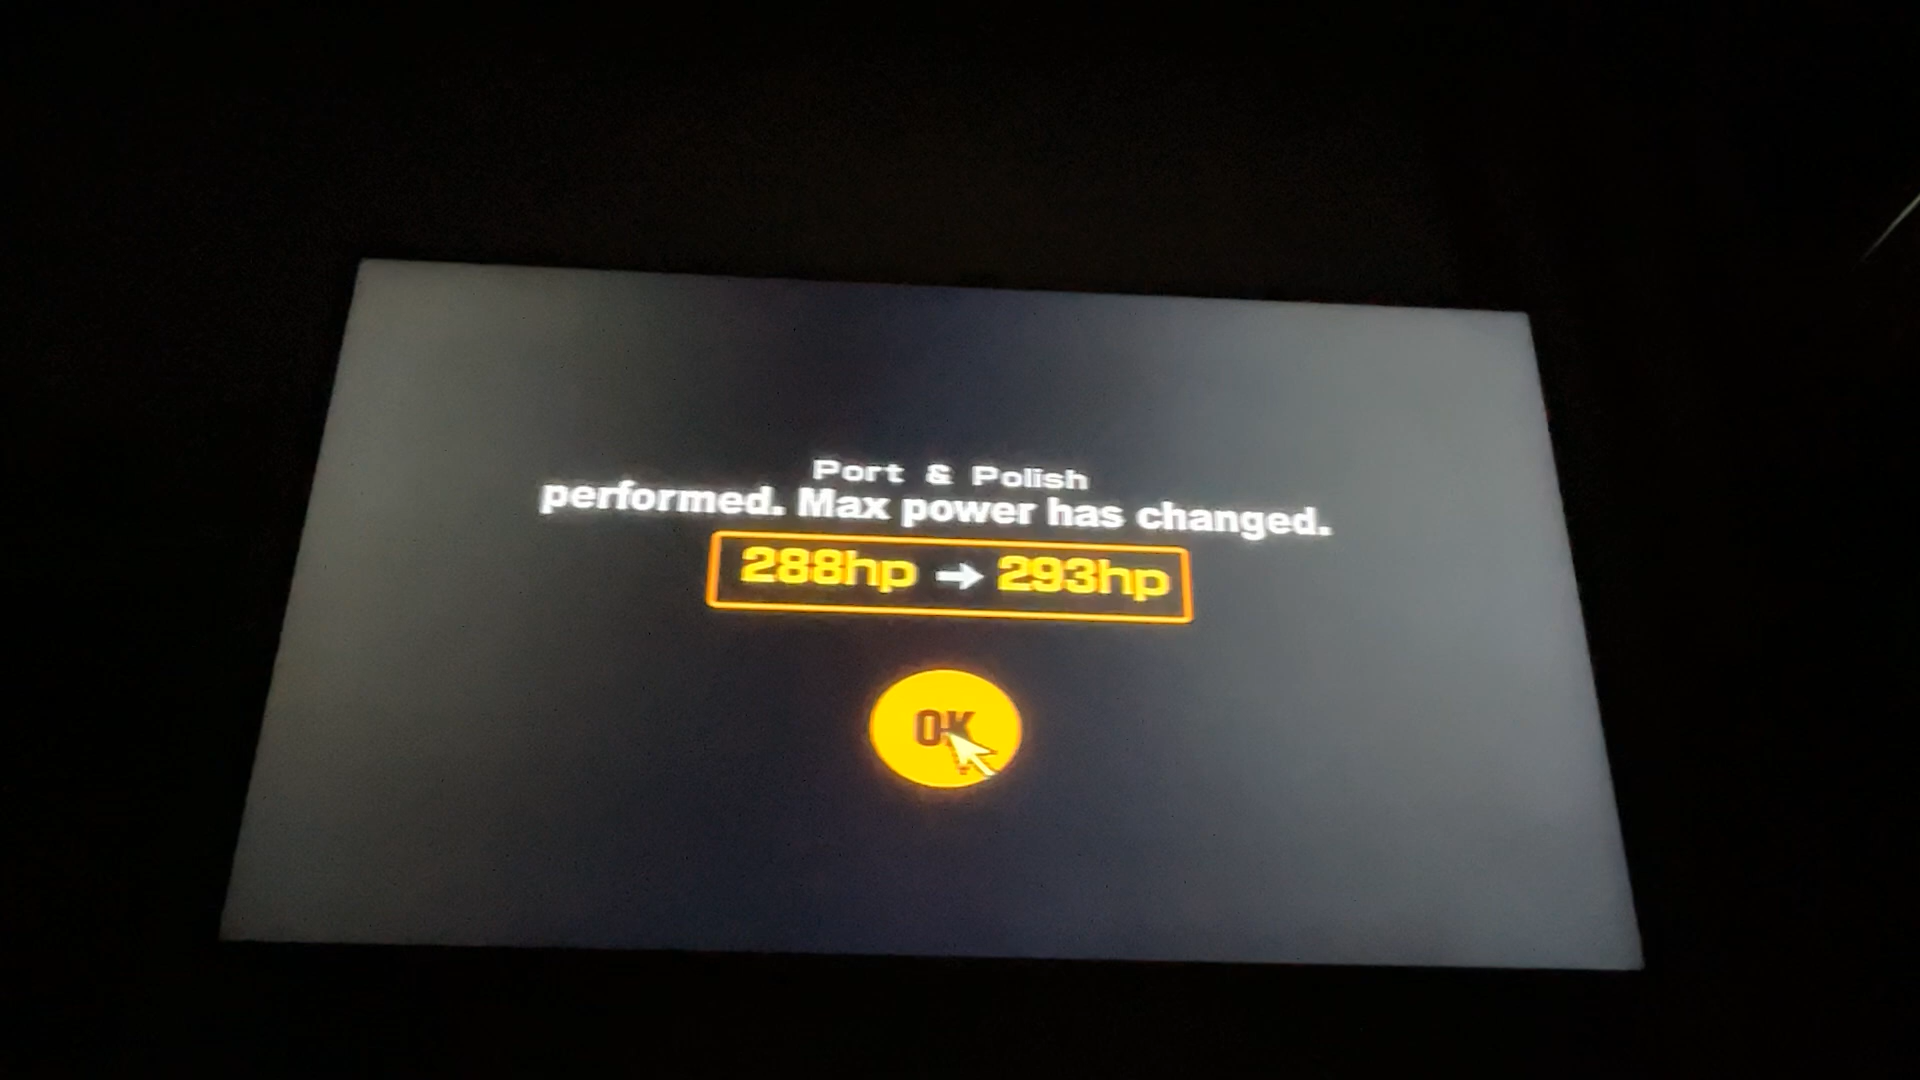 Port & Polish
performed. Max power has changed.
288hp → 293hp
OK